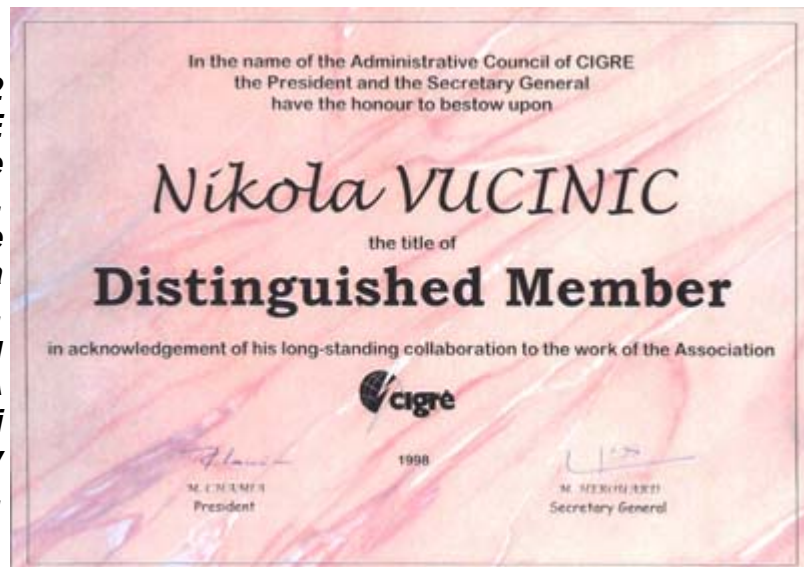 In the name of the Administrative Council of CIGRE
the President and the Secretary General
have the honour to bestow upon
Nikola VUCINIC
the title of
Distinguished Member
in acknowledgement of his long-standing collaboration to the work of the Association
cigré
1998
M. CHAMIA
President
M. HEROUARD
Secretary General